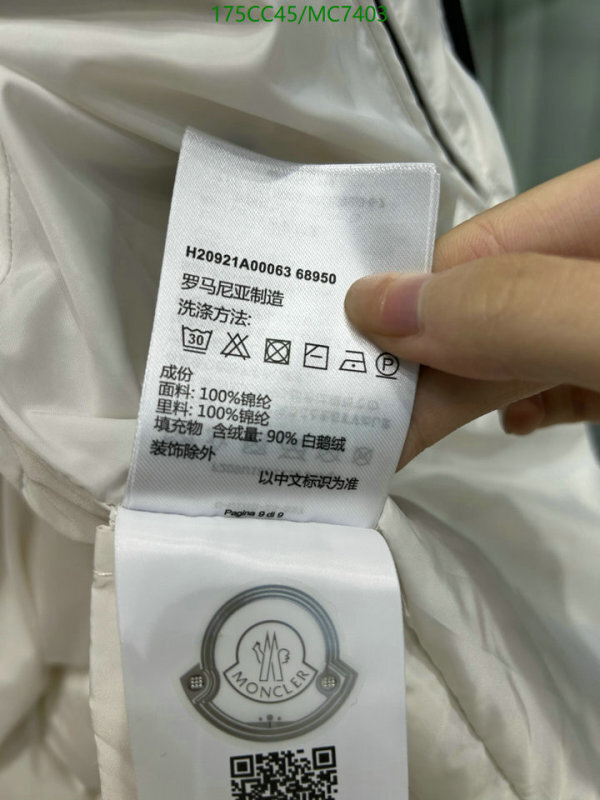 175CC45/MC7403
H20921A00063 68950
罗马尼亚制造
洗涤方法:
30
P
成份
面料: 100%锦纶
里料: 100%锦纶
填充物 含绒量: 90% 白鹅绒
装饰除外
以中文标识为准
Pagina 9 di 9
MONCLER